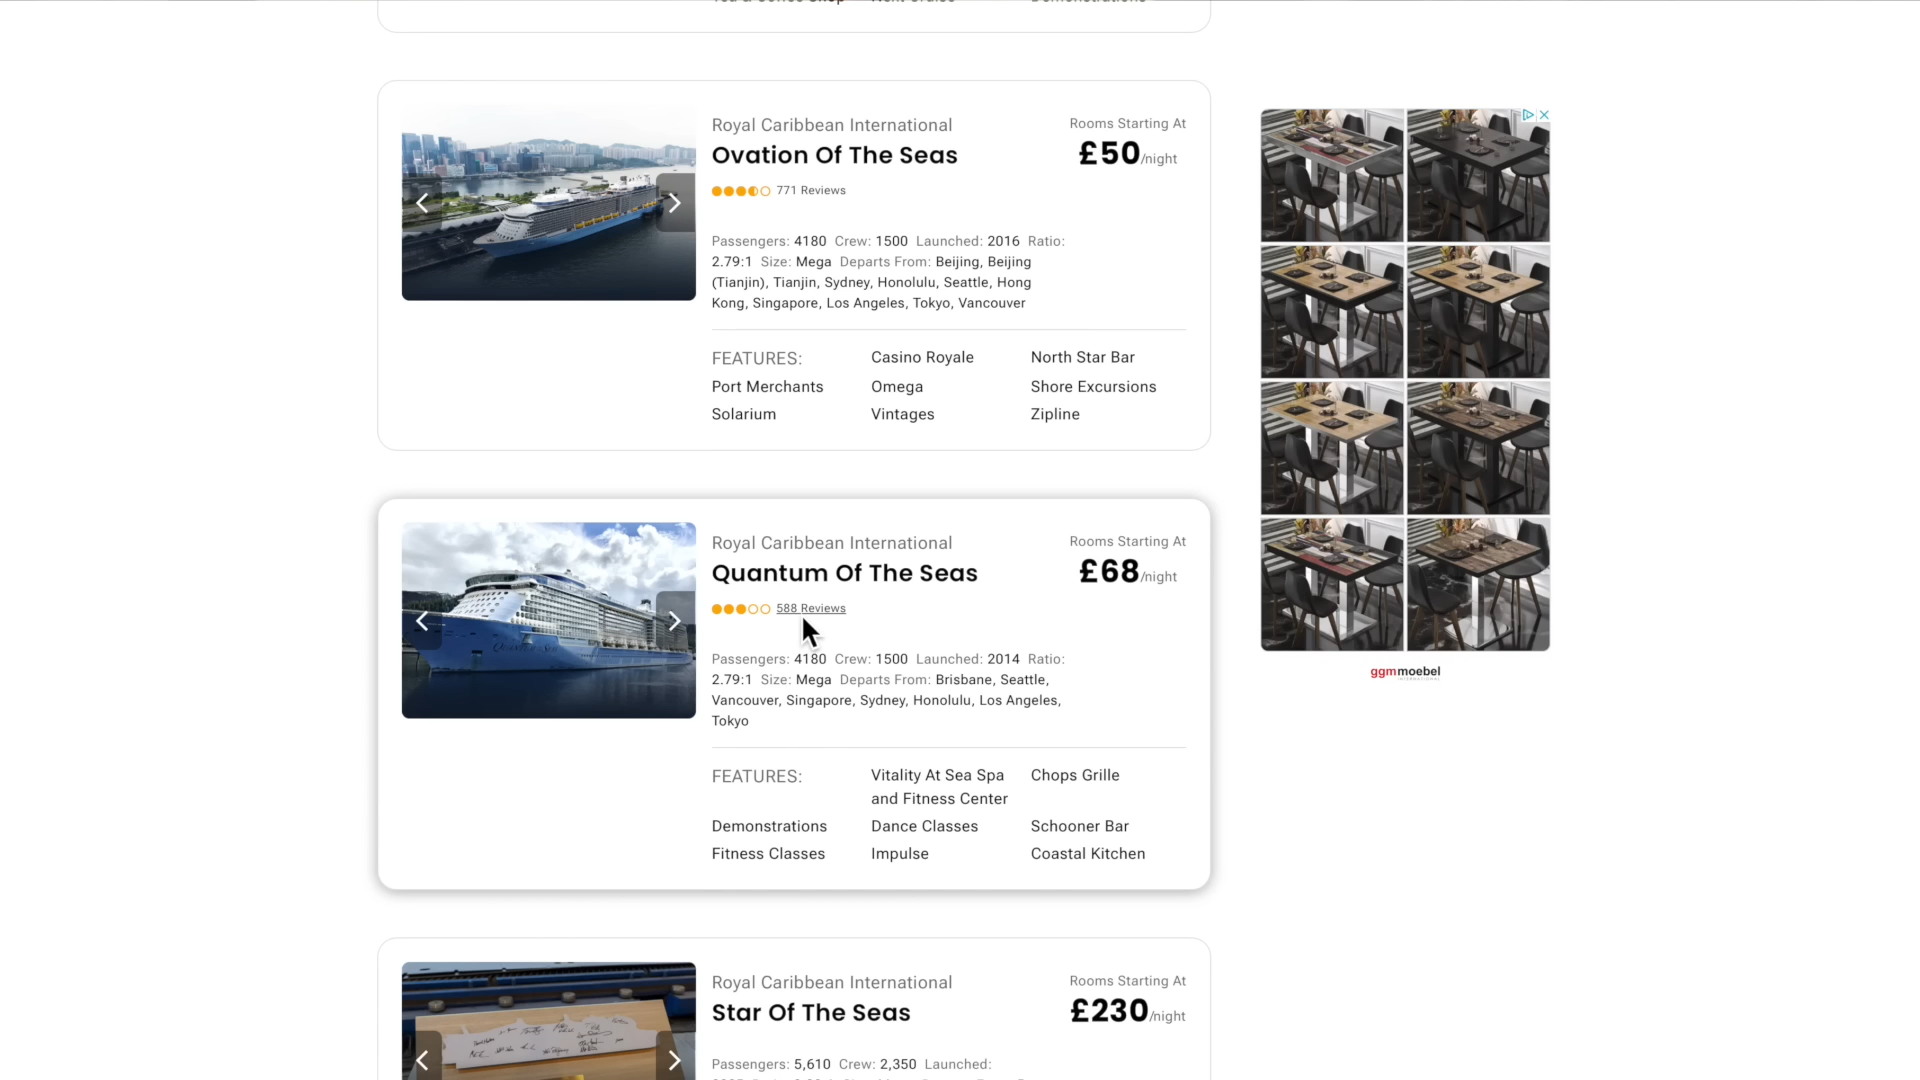 Royal Caribbean International
Ovation Of The Seas
771 Reviews
Rooms Starting At
£50/night
Passengers: 4180 Crew: 1500 Launched: 2016 Ratio:
2.79:1 Size: Mega Departs From: Beijing, Beijing
(Tianjin), Tianjin, Sydney, Honolulu, Seattle, Hong
Kong, Singapore, Los Angeles, Tokyo, Vancouver
FEATURES: Casino Royale North Star Bar
Port Merchants Omega Shore Excursions
Solarium Vintages Zipline
Royal Caribbean International
Quantum Of The Seas
588 Reviews
Rooms Starting At
£68/night
Passengers: 4180 Crew: 1500 Launched: 2014 Ratio:
2.79:1 Size: Mega Departs From: Brisbane, Seattle,
Vancouver, Singapore, Sydney, Honolulu, Los Angeles,
Tokyo
FEATURES: Vitality At Sea Spa Chops Grille
and Fitness Center
Demonstrations Dance Classes Schooner Bar
Fitness Classes Impulse Coastal Kitchen
Royal Caribbean International
Star Of The Seas
Rooms Starting At
£230/night
Passengers: 5,610 Crew: 2,350 Launched:
ggmmoebel